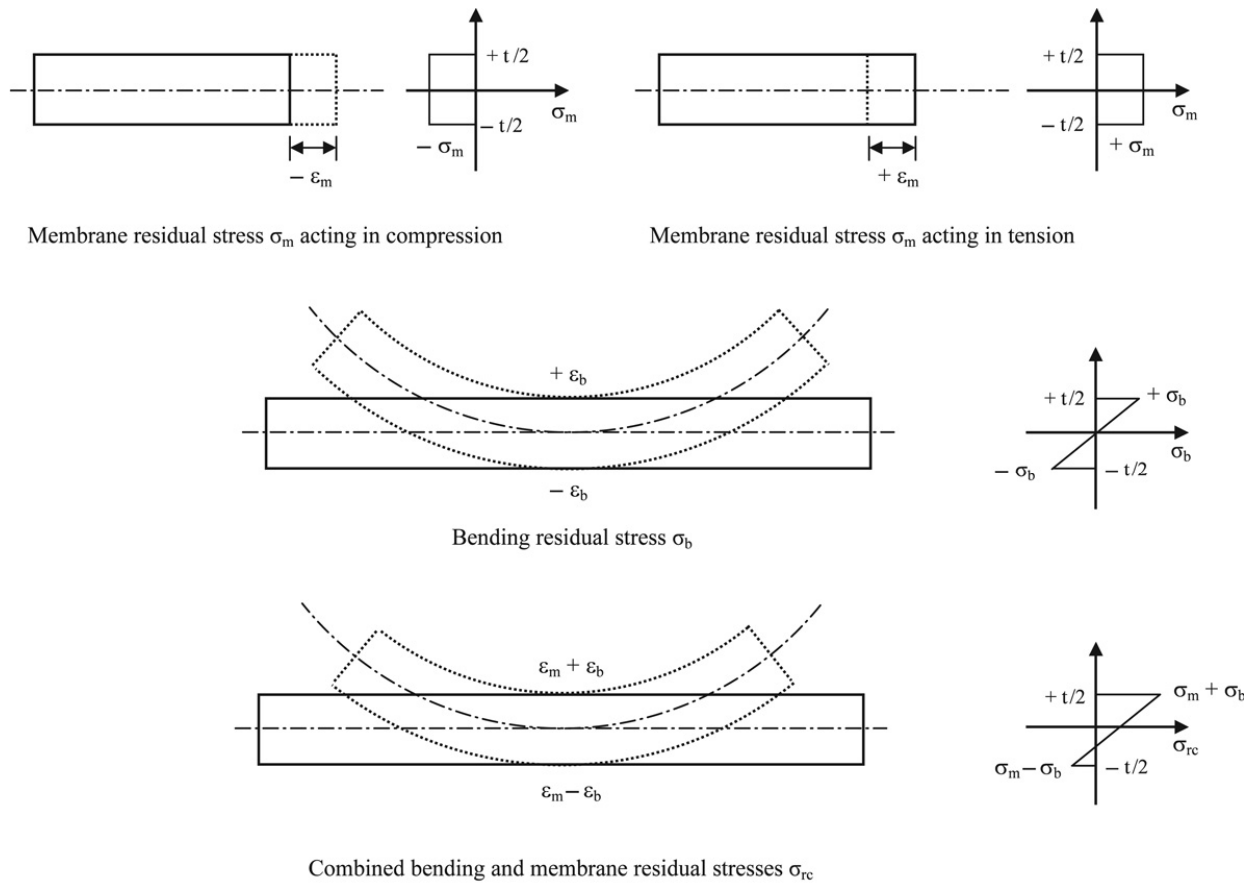 + t/2
σm
– t/2
– σm
– εm
+ t/2
σm
– t/2
+ σm
+ εm
Membrane residual stress σm acting in compression
Membrane residual stress σm acting in tension
+ εb
– εb
+ t/2
+ σb
σb
– σb
– t/2
Bending residual stress σb
εm + εb
εm – εb
+ t/2
σm + σb
σrc
σm – σb
– t/2
Combined bending and membrane residual stresses σrc